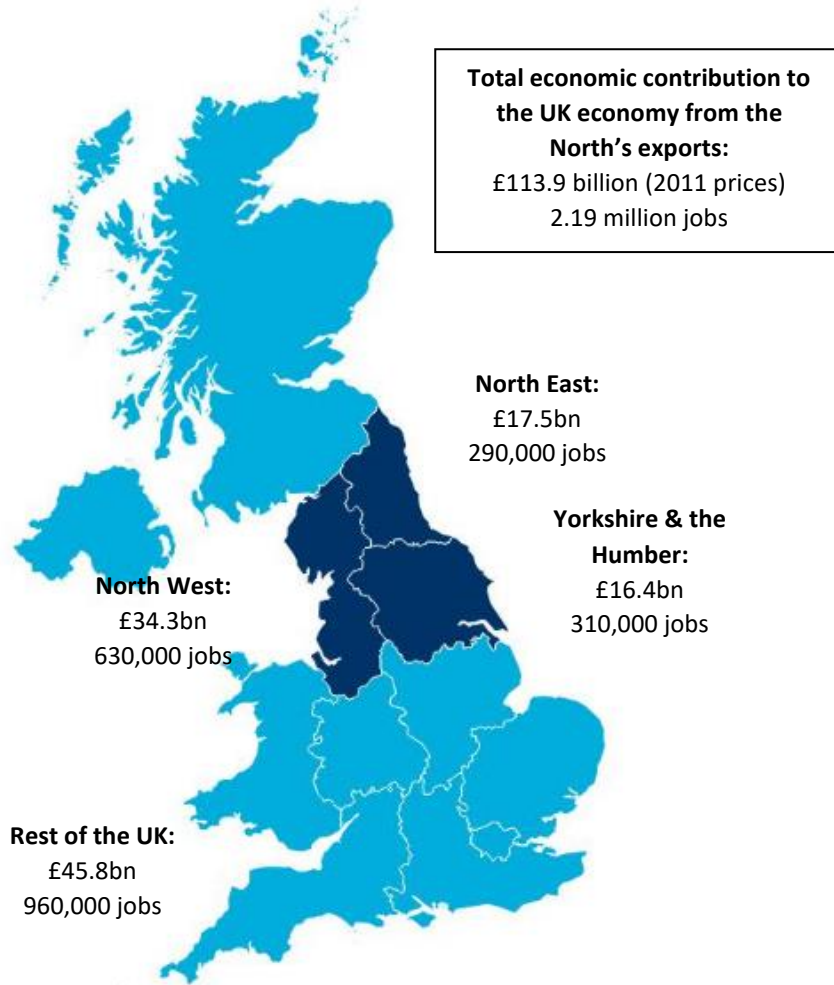 Total economic contribution to
the UK economy from the
North's exports:
£113.9 billion (2011 prices)
2.19 million jobs
North East:
£17.5bn
290,000 jobs
Yorkshire & the
Humber:
£16.4bn
310,000 jobs
North West:
£34.3bn
630,000 jobs
Rest of the UK:
£45.8bn
960,000 jobs